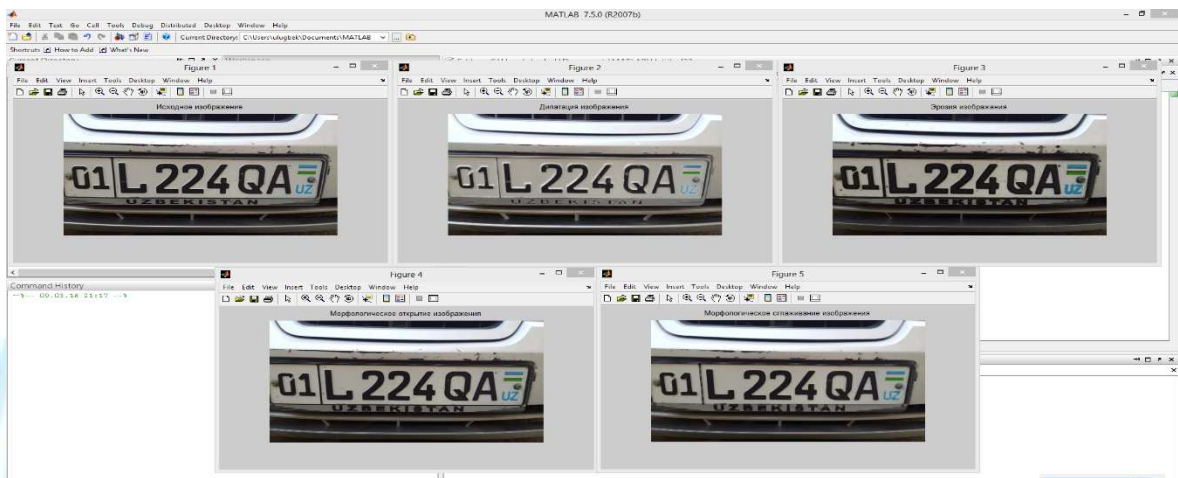 MATLAB 7.5.0 (R2007b)
File Edit Text Go Cell Tools Debug Distributed Desktop Window Help
Current Directory: C:\Users\ulugbek\Documents\MATLAB
Shortcuts How to Add What's New
Figure 1
File Edit View Insert Tools Desktop Window Help
Исходное изображения
01 L 224 QA UZ
UZBEKISTAN
Figure 2
File Edit View Insert Tools Desktop Window Help
Дилатация изображения
01 L 224 QA UZ
UZBEKISTAN
Figure 3
File Edit View Insert Tools Desktop Window Help
Эрозия изображения
01 L 224 QA UZ
UZBEKISTAN
Command History
--%-- 09.03.16 21:17 --%
Figure 4
File Edit View Insert Tools Desktop Window Help
Морфологическое открытие изображения
01 L 224 QA UZ
UZBEKISTAN
Figure 5
File Edit View Insert Tools Desktop Window Help
Морфологическое сглаживание изображения
01 L 224 QA UZ
UZBEKISTAN